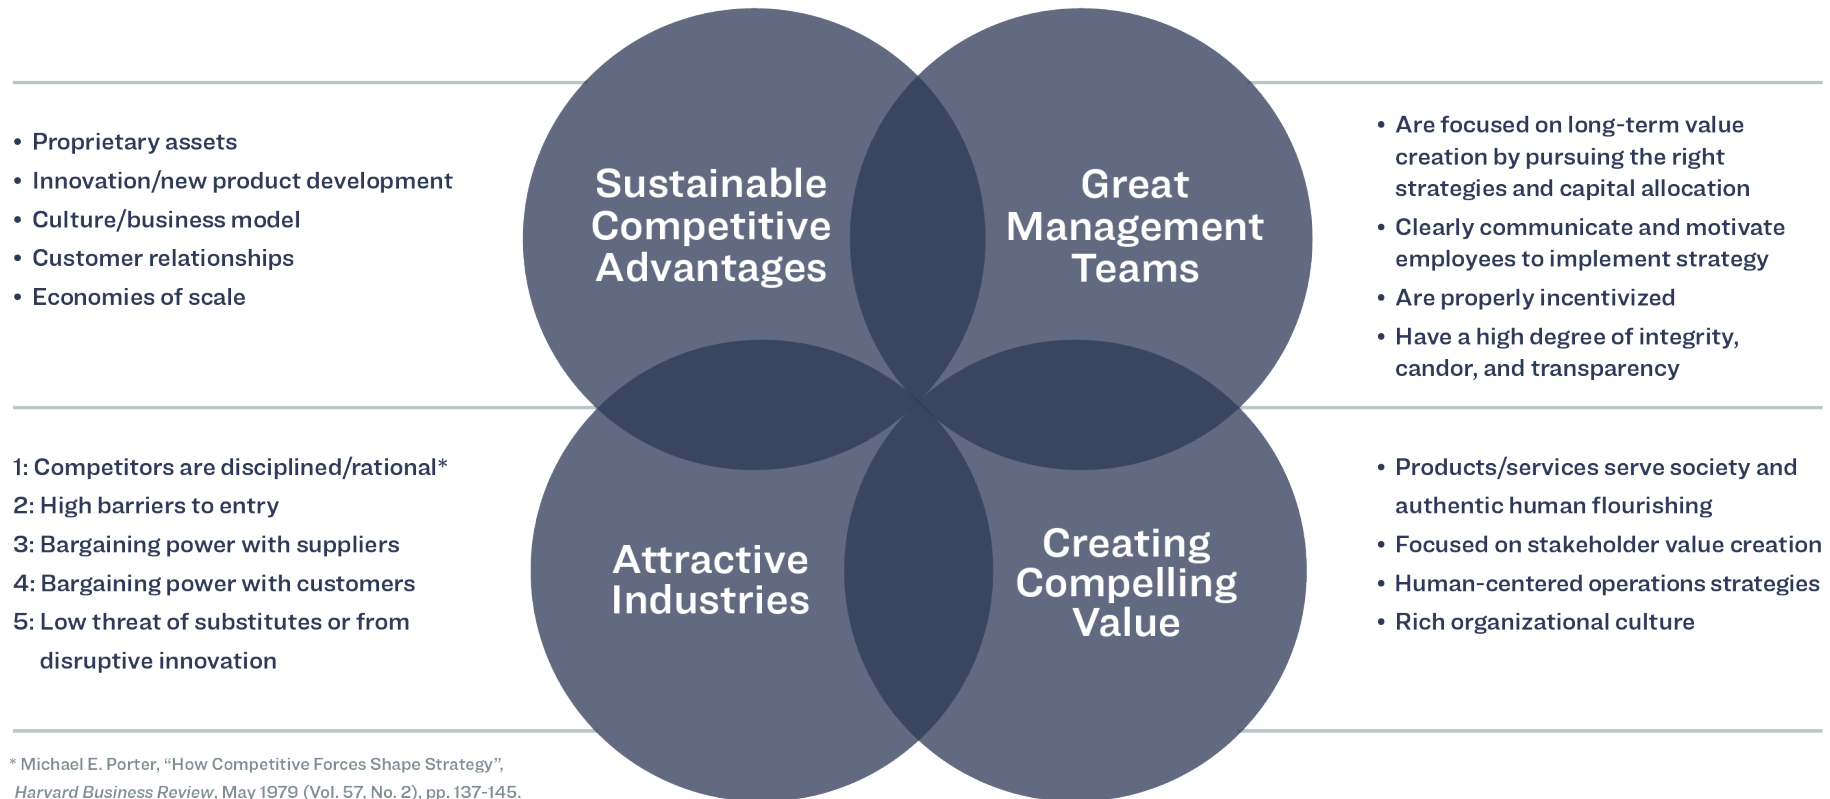 • Proprietary assets
• Innovation/new product development
• Culture/business model
• Customer relationships
• Economies of scale
Sustainable
Competitive
Advantages
Great
Management
Teams
• Are focused on long-term value
creation by pursuing the right
strategies and capital allocation
• Clearly communicate and motivate
employees to implement strategy
• Are properly incentivized
• Have a high degree of integrity,
candor, and transparency
1: Competitors are disciplined/rational*
2: High barriers to entry
3: Bargaining power with suppliers
4: Bargaining power with customers
5: Low threat of substitutes or from
disruptive innovation
Attractive
Industries
Creating
Compelling
Value
• Products/services serve society and
authentic human flourishing
• Focused on stakeholder value creation
• Human-centered operations strategies
• Rich organizational culture
* Michael E. Porter, “How Competitive Forces Shape Strategy”,
Harvard Business Review, May 1979 (Vol. 57, No. 2), pp. 137-145.